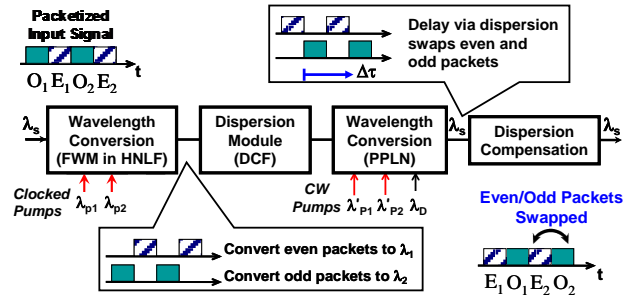 Packetized
Input Signal
t
O₁ E₁ O₂ E₂
Delay via dispersion
swaps even and
odd packets
Δτ
λs
Wavelength
Conversion
(FWM in HNLF)
Dispersion
Module
(DCF)
Wavelength
Conversion
(PPLN)
λs
Dispersion
Compensation
λs
Clocked
Pumps
λp1 λp2
CW
Pumps
λ'P1 λ'P2 λD
Convert even packets to λ₁
Convert odd packets to λ₂
Even/Odd Packets
Swapped
t
E₁ O₁ E₂ O₂